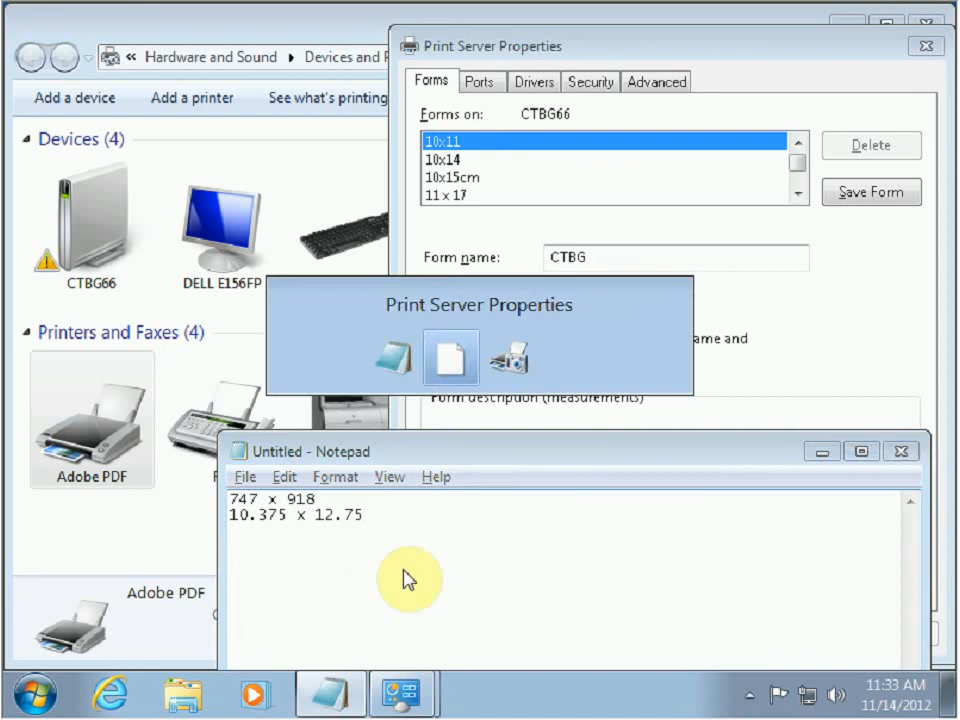 Print Server Properties
« Hardware and Sound Devices and
Add a device Add a printer See what's printing
Forms Ports Drivers Security Advanced
Devices (4)
Forms on: CTBG66
10x11
10x14
10x15cm
11 x 17
Delete
Save Form
Form name: CTBG
CTBG66
DELL E156FP
Print Server Properties
Printers and Faxes (4)
ame and
Form description (measurements)
Adobe PDF
Untitled - Notepad
File Edit Format View Help
747 x 918
10.375 x 12.75
Adobe PDF
11:33 AM
11/14/2012